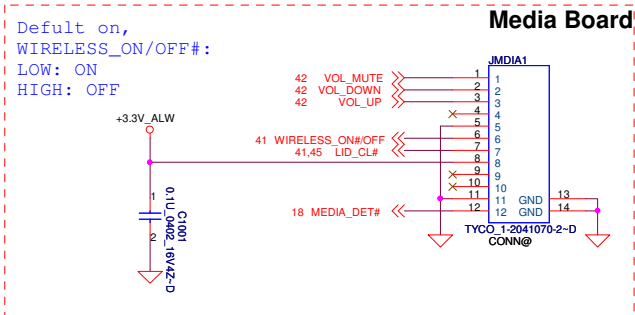 Media Board
Defult on,
WIRELESS_ON/OFF#:
LOW: ON
HIGH: OFF
+3.3V_ALW
JMDIA1
42 VOL_MUTE 1 1
42 VOL_DOWN 2 2
42 VOL_UP 3 3
4 4
5 5
41 WIRELESS_ON#/OFF 6 6
41,45 LID_CL# 7 7
8 8
9 9
10 10
11 11 GND 13
18 MEDIA_DET# 12 12 GND 14
TYCO_1-2041070-2~D
CONN@
1
2
C1001
0.1U_0402_16V4Z~D